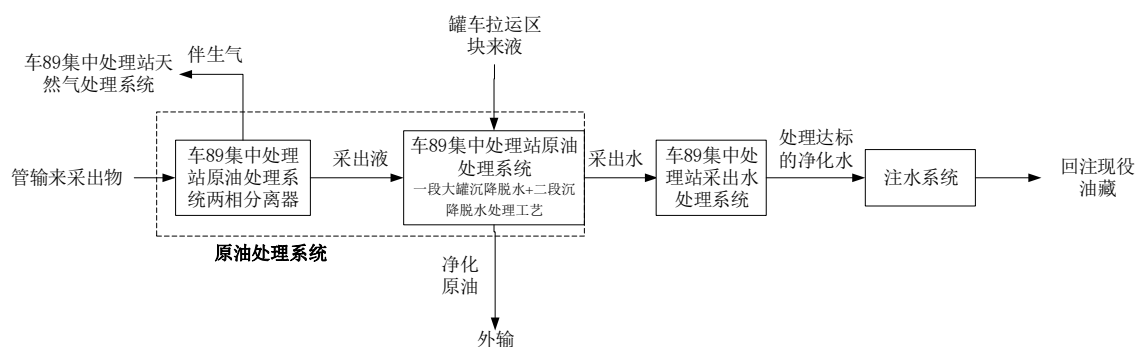 罐车拉运区
块来液
伴生气
车89集中处理站天
然气处理系统
管输来采出物
车89集中处理
站原油处理系
统两相分离器
采出液
车89集中处理站原油
处理系统
一段大罐沉降脱水+二段沉
降脱水处理工艺
采出水
车89集中处
理站采出水
处理系统
处理达标
的净化水
注水系统
回注现役
油藏
原油处理系统
净化
原油
外输